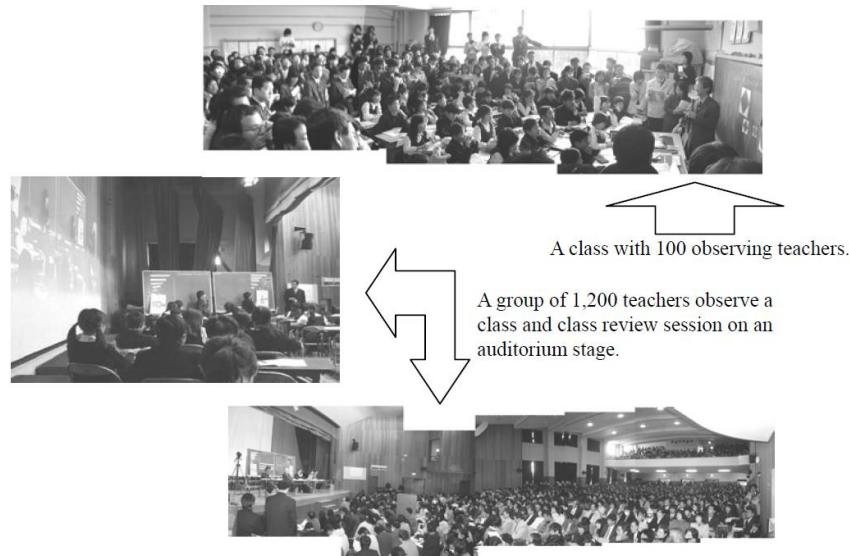 A class with 100 observing teachers.
A group of 1,200 teachers observe a
class and class review session on an
auditorium stage.